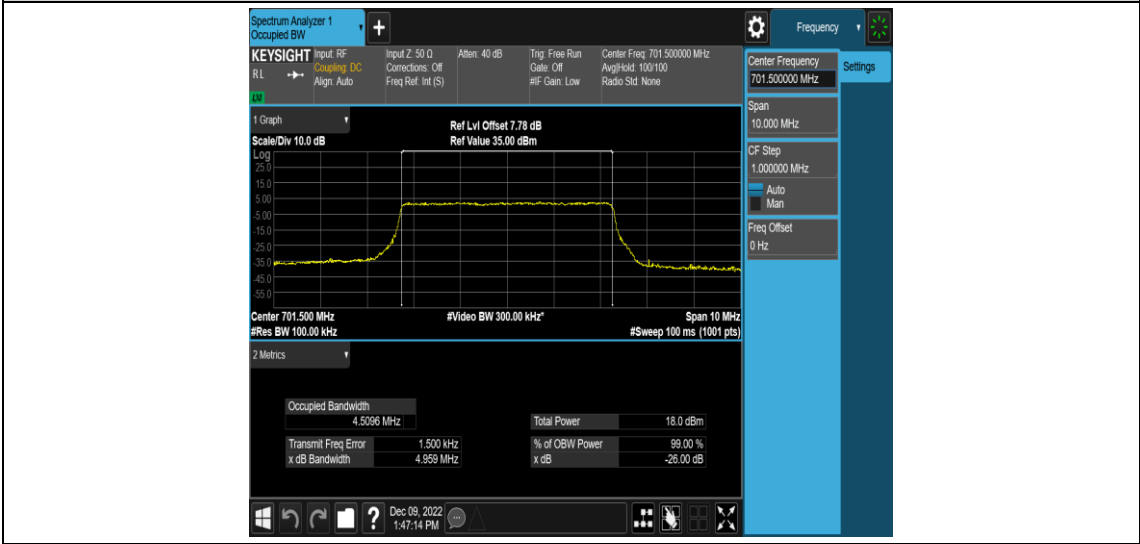 Spectrum Analyzer 1
Occupied BW
+
Frequency
KEYSIGHT
R L
Input: RF
Coupling: DC
Align: Auto
Input Z: 50 Ω
Corrections: Off
Freq Ref: Int (S)
Atten: 40 dB
Trig: Free Run
Gate: Off
#IF Gain: Low
Center Freq: 701.500000 MHz
Avg|Hold: 100/100
Radio Std: None
Center Frequency
701.500000 MHz
Settings
Span
10.000 MHz
CF Step
1.000000 MHz
Auto
Man
Freq Offset
0 Hz
1 Graph
Scale/Div 10.0 dB
Ref Lvl Offset 7.78 dB
Ref Value 35.00 dBm
Log
25.0
15.0
5.00
-5.00
-15.0
-25.0
-35.0
-45.0
-55.0
Center 701.500 MHz
#Video BW 300.00 kHz*
Span 10 MHz
#Res BW 100.00 kHz
#Sweep 100 ms (1001 pts)
2 Metrics
Occupied Bandwidth
4.5096 MHz
Total Power 18.0 dBm
Transmit Freq Error 1.500 kHz
% of OBW Power 99.00 %
x dB Bandwidth 4.959 MHz
x dB -26.00 dB
?
Dec 09, 2022
1:47:14 PM